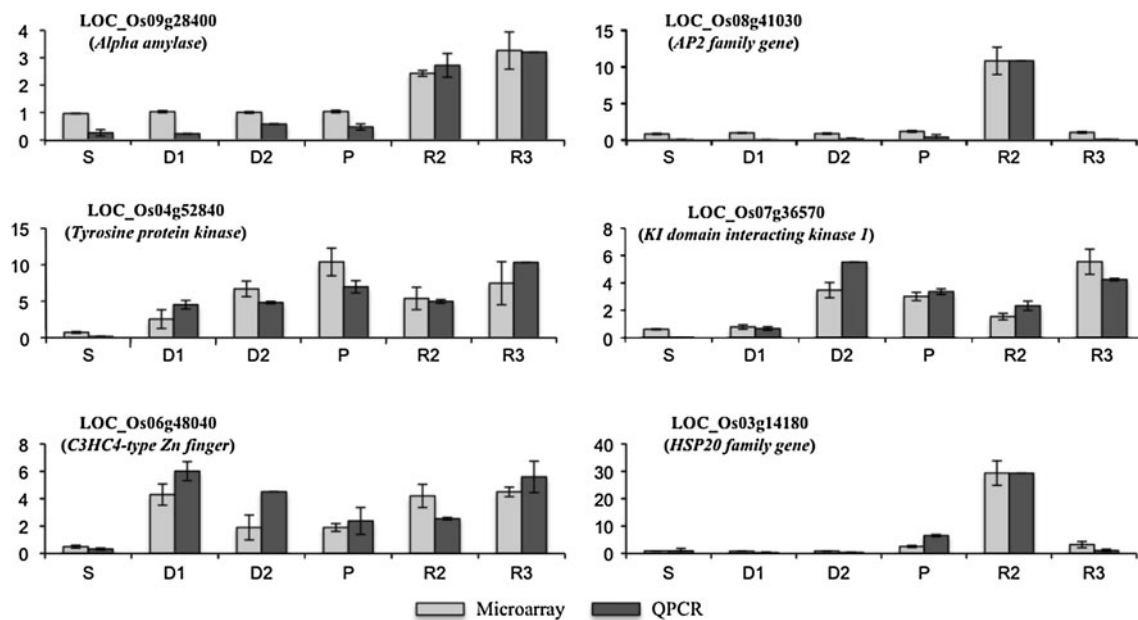 LOC_Os09g28400
(Alpha amylase)
4
3
2
1
0
S D1 D2 P R2 R3
LOC_Os08g41030
(AP2 family gene)
15
10
5
0
S D1 D2 P R2 R3
LOC_Os04g52840
(Tyrosine protein kinase)
15
10
5
0
S D1 D2 P R2 R3
LOC_Os07g36570
(KI domain interacting kinase 1)
8
6
4
2
0
S D1 D2 P R2 R3
LOC_Os06g48040
(C3HC4-type Zn finger)
8
6
4
2
0
S D1 D2 P R2 R3
LOC_Os03g14180
(HSP20 family gene)
40
30
20
10
0
S D1 D2 P R2 R3
Microarray QPCR